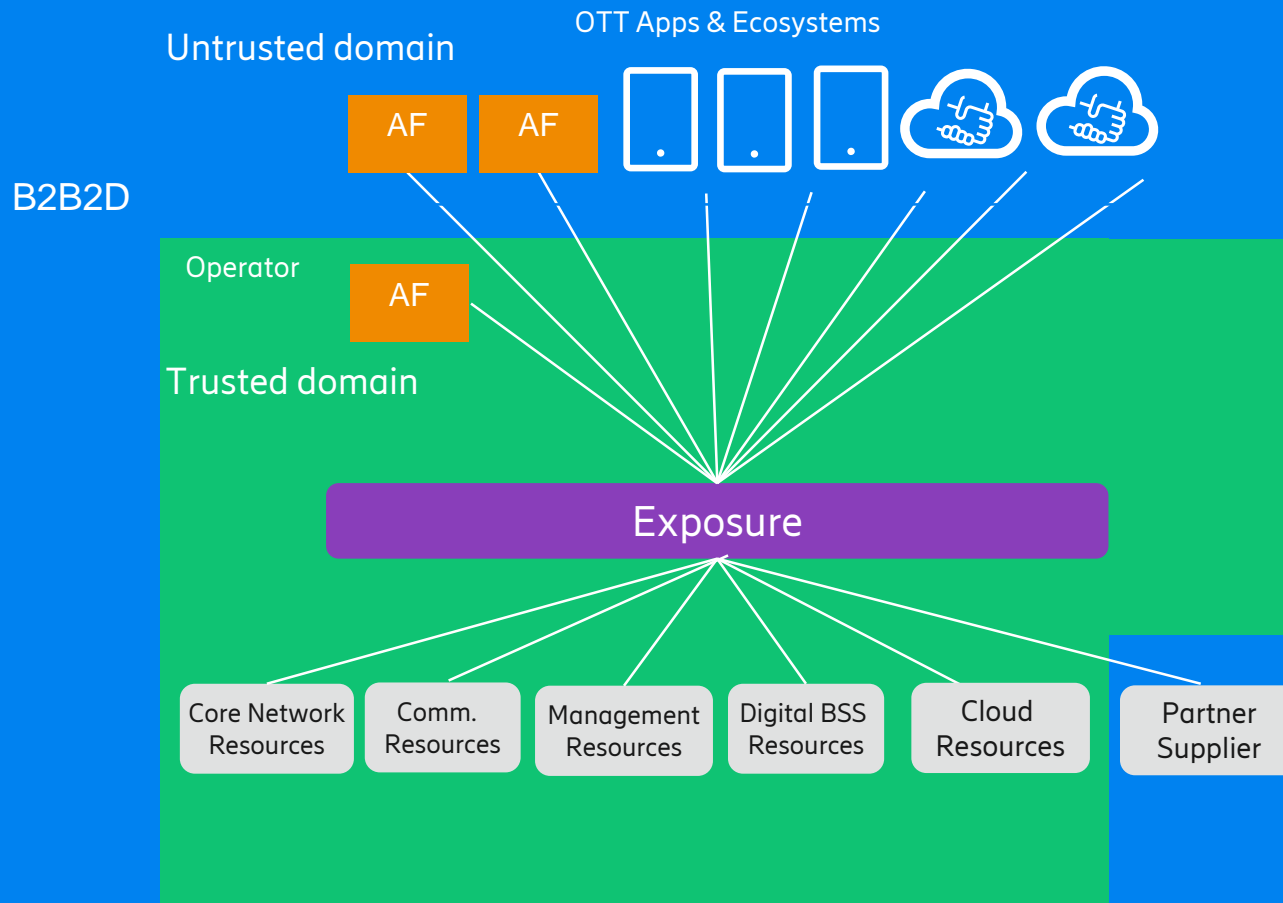 OTT Apps & Ecosystems
Untrusted domain
AF
AF
B2B2D
Operator
AF
Trusted domain
Exposure
Core Network
Resources
Comm.
Resources
Management
Resources
Digital BSS
Resources
Cloud
Resources
Partner
Supplier